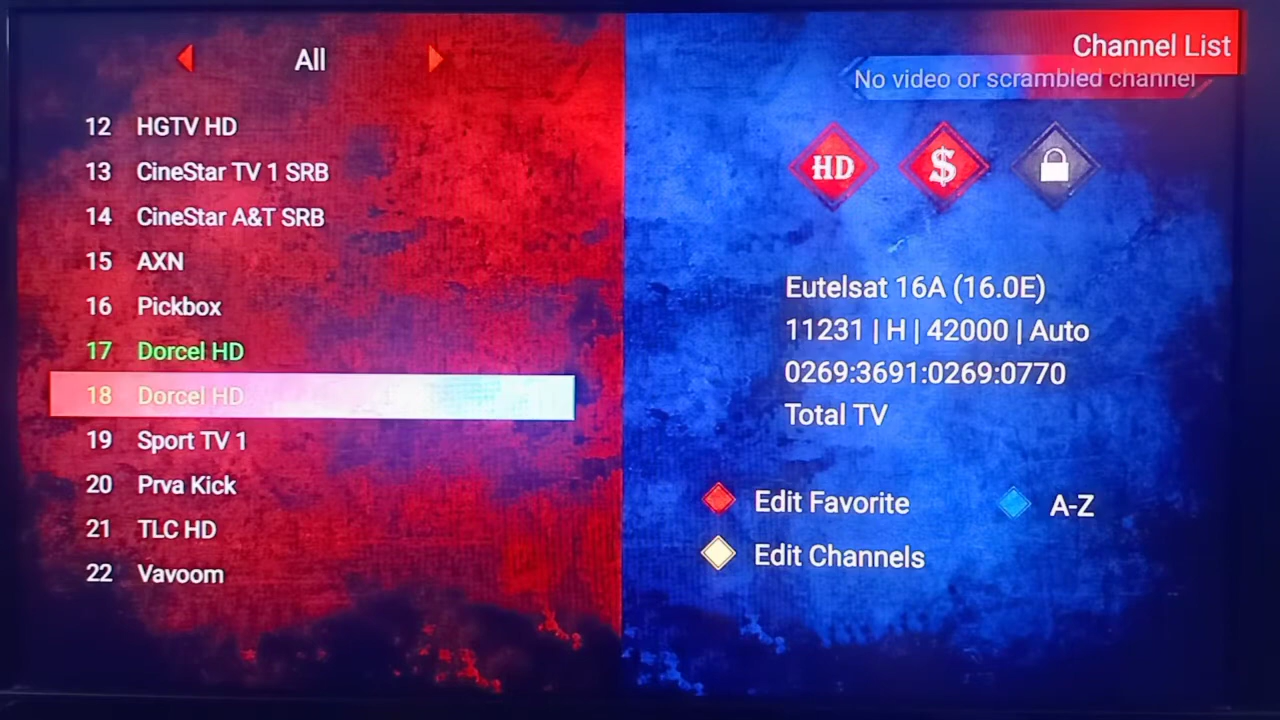 All
12 HGTV HD
13 CineStar TV 1 SRB
14 CineStar A&T SRB
15 AXN
16 Pickbox
17 Dorcel HD
18 Dorcel HD
19 Sport TV 1
20 Prva Kick
21 TLC HD
22 Vavoom
Channel List
No video or scrambled channel
HD $
Eutelsat 16A (16.0E)
11231 | H | 42000 | Auto
0269:3691:0269:0770
Total TV
Edit Favorite A-Z
Edit Channels